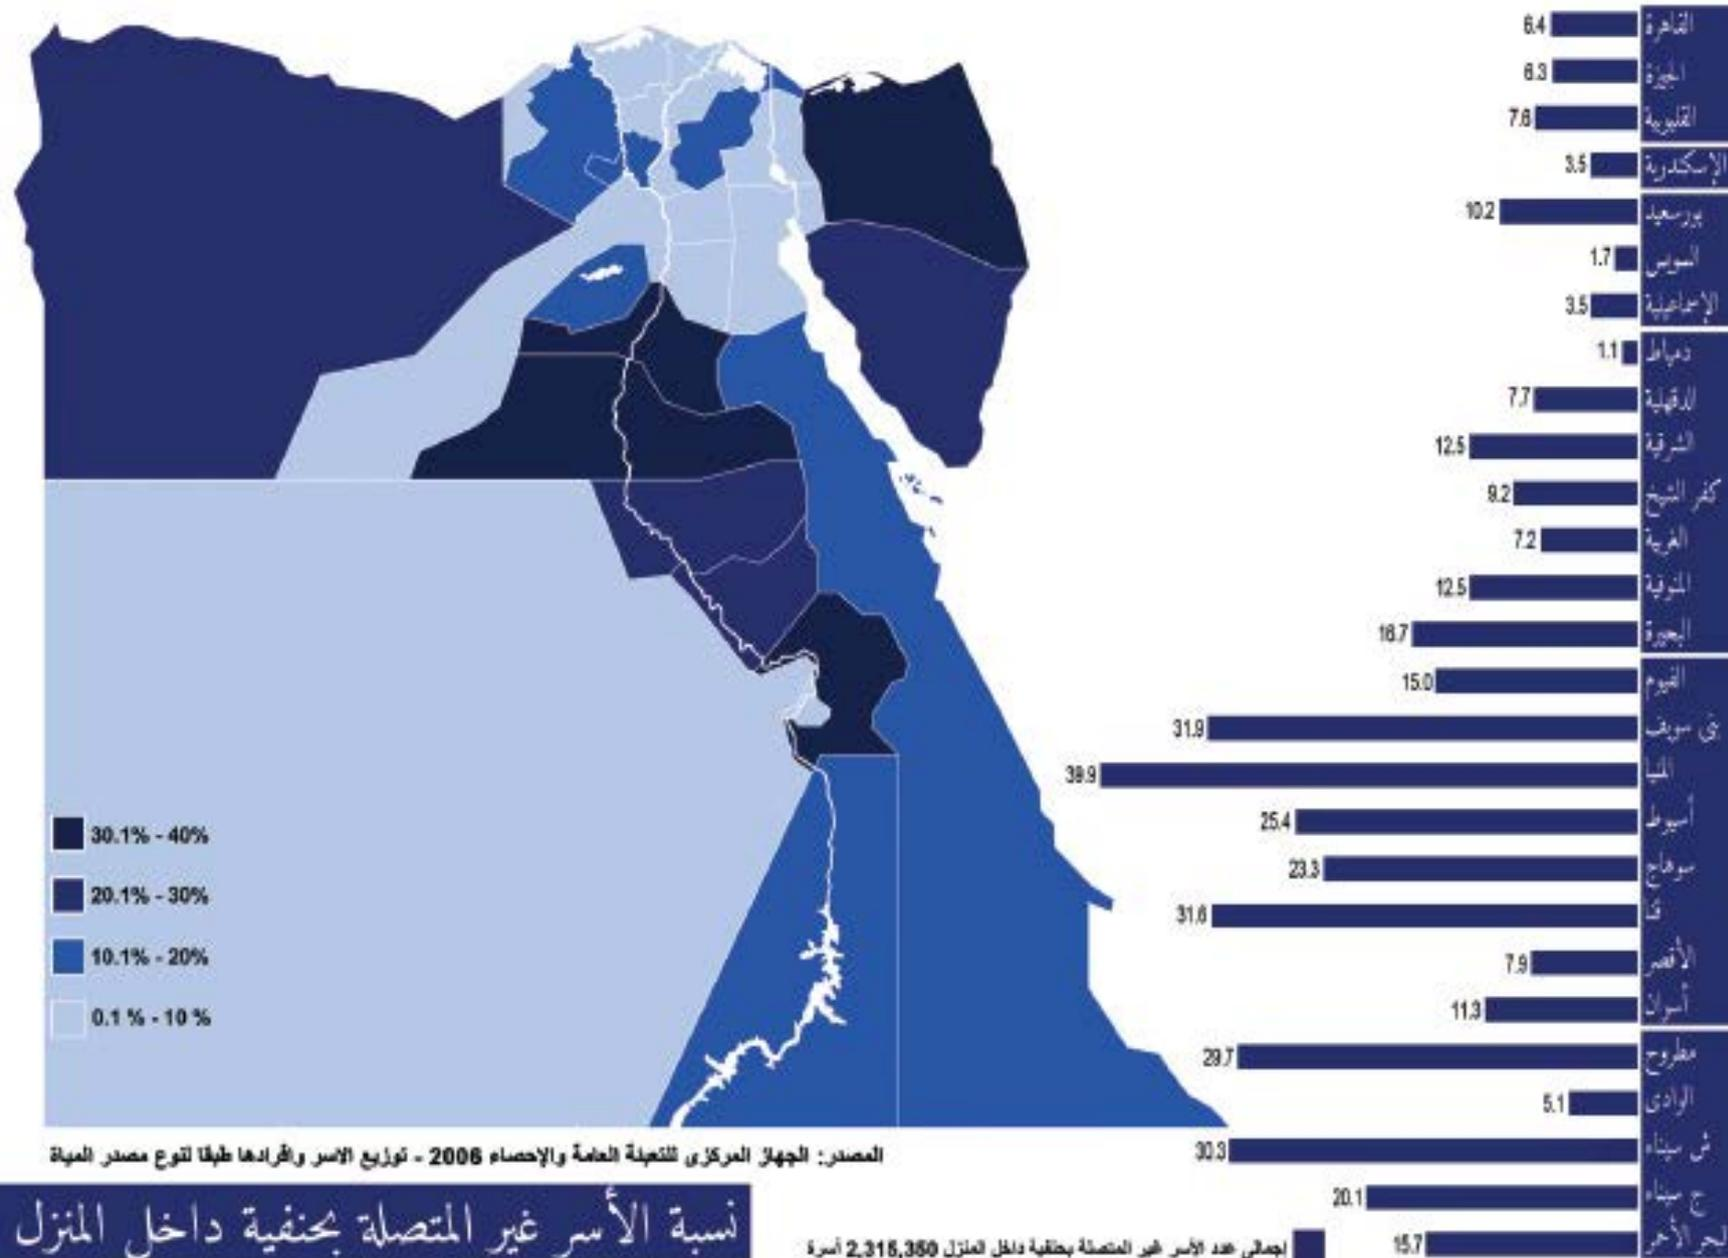 القاهرة 6.4
الجيزة 6.3
القليوبية 7.6
الإسكندرية 3.5
بورسعيد 10.2
السويس 1.7
الإسماعيلية 3.5
دمياط 1.1
الدقهلية 7.7
الشرقية 12.5
كفر الشيخ 9.2
الغربية 7.2
المنوفية 12.5
البحيرة 16.7
الفيوم 15.0
بنى سويف 31.9
المنيا 39.9
أسيوط 25.4
سوهاج 23.3
قنا 31.6
الأقصر 7.9
أسوان 11.3
مطروح 29.7
الوادى 5.1
ش سيناء 30.3
ج سيناء 20.1
البحر الأحمر 15.7
30.1% - 40%
20.1% - 30%
10.1% - 20%
0.1 % - 10 %
المصدر: الجهاز المركزى للتعبئة العامة والإحصاء 2006 - توزيع الاسر وافرادها طبقا لنوع مصدر المياة
نسبة الأسر غير المتصلة بحنفية داخل المنزل
إجمالى عدد الأسر غير المتصلة بحنفية داخل المنزل 2,315,350 أسرة